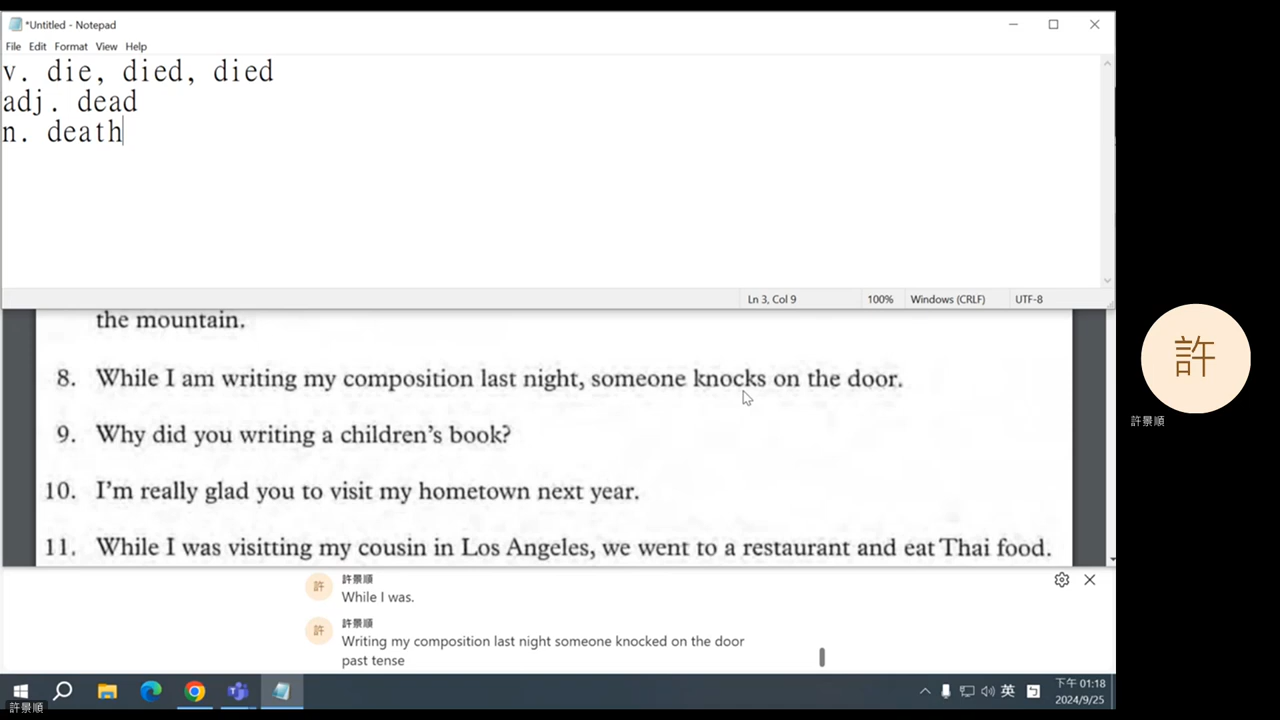 *Untitled - Notepad
File Edit Format View Help
v. die, died, died
adj. dead
n. death
Ln 3, Col 9 100% Windows (CRLF) UTF-8
the mountain.
8. While I am writing my composition last night, someone knocks on the door.
9. Why did you writing a children's book?
10. I'm really glad you to visit my hometown next year.
11. While I was visitting my cousin in Los Angeles, we went to a restaurant and eat Thai food.
許
許景順
許 許景順
While I was.
許 許景順
Writing my composition last night someone knocked on the door
past tense
英 下午 01:18
2024/9/25
許景順